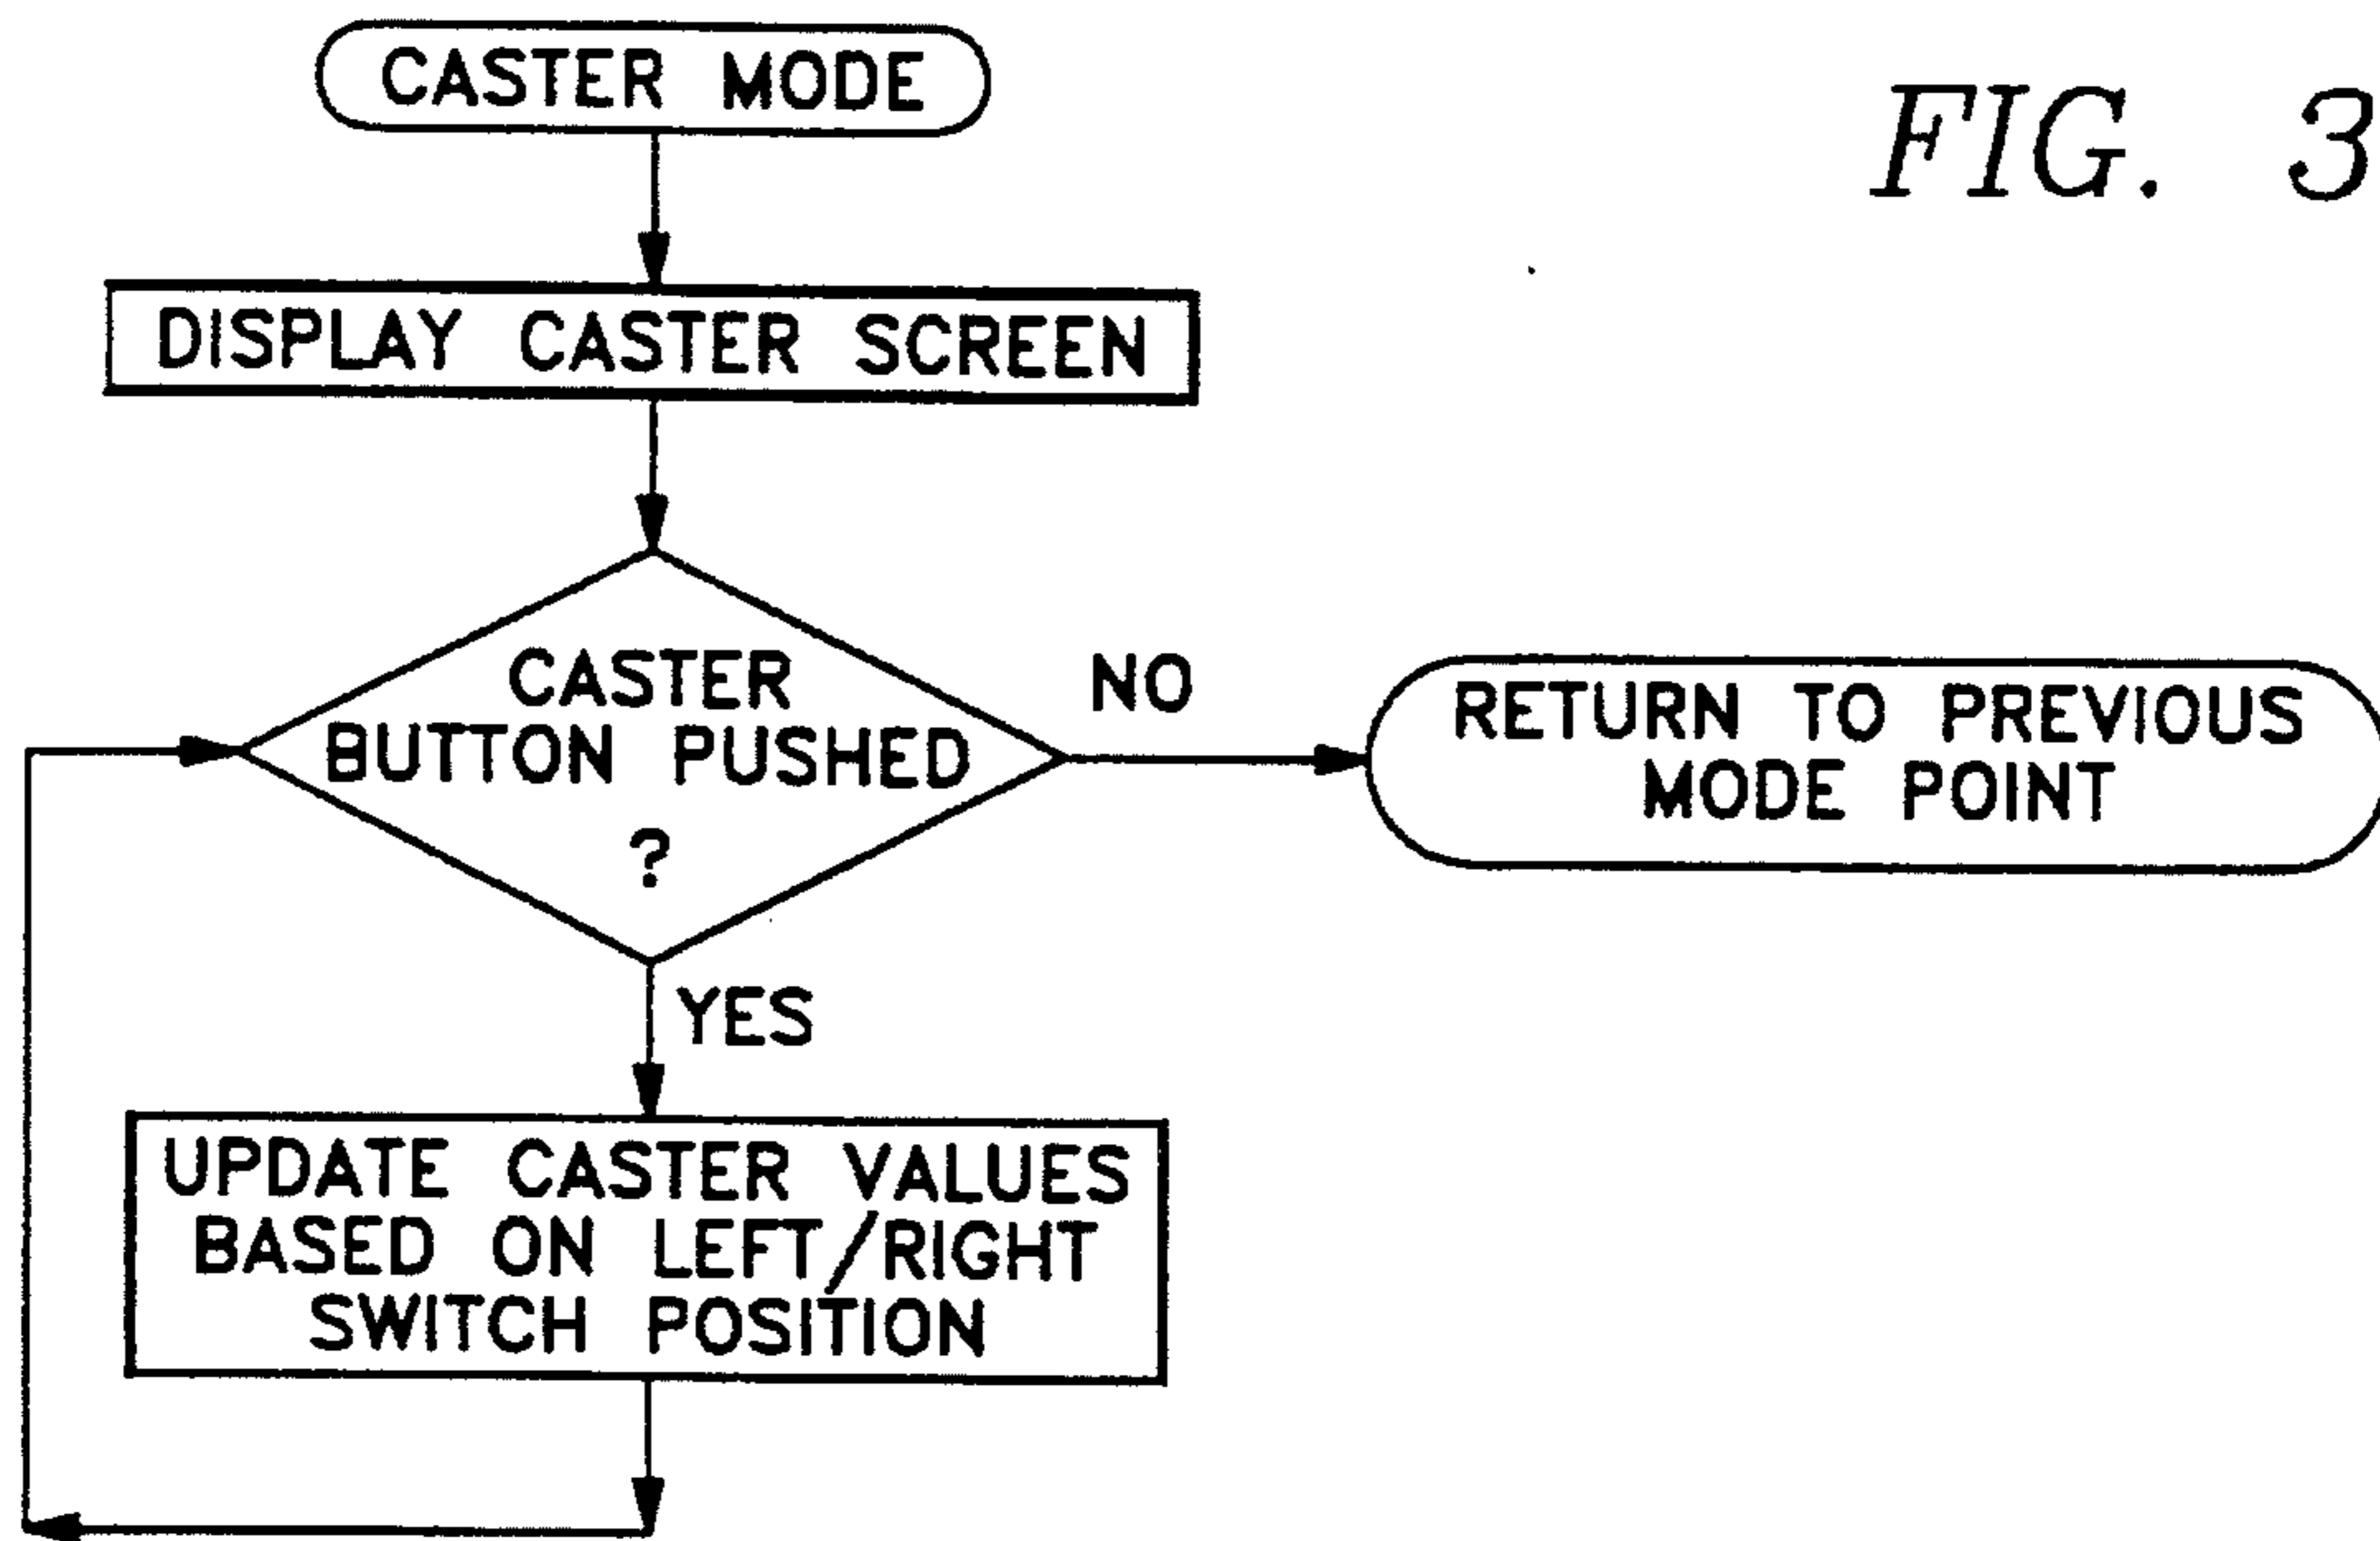 CASTER MODE
FIG. 3
DISPLAY CASTER SCREEN
CASTER
BUTTON PUSHED
?
NO
RETURN TO PREVIOUS
MODE POINT
YES
UPDATE CASTER VALUES
BASED ON LEFT/RIGHT
SWITCH POSITION